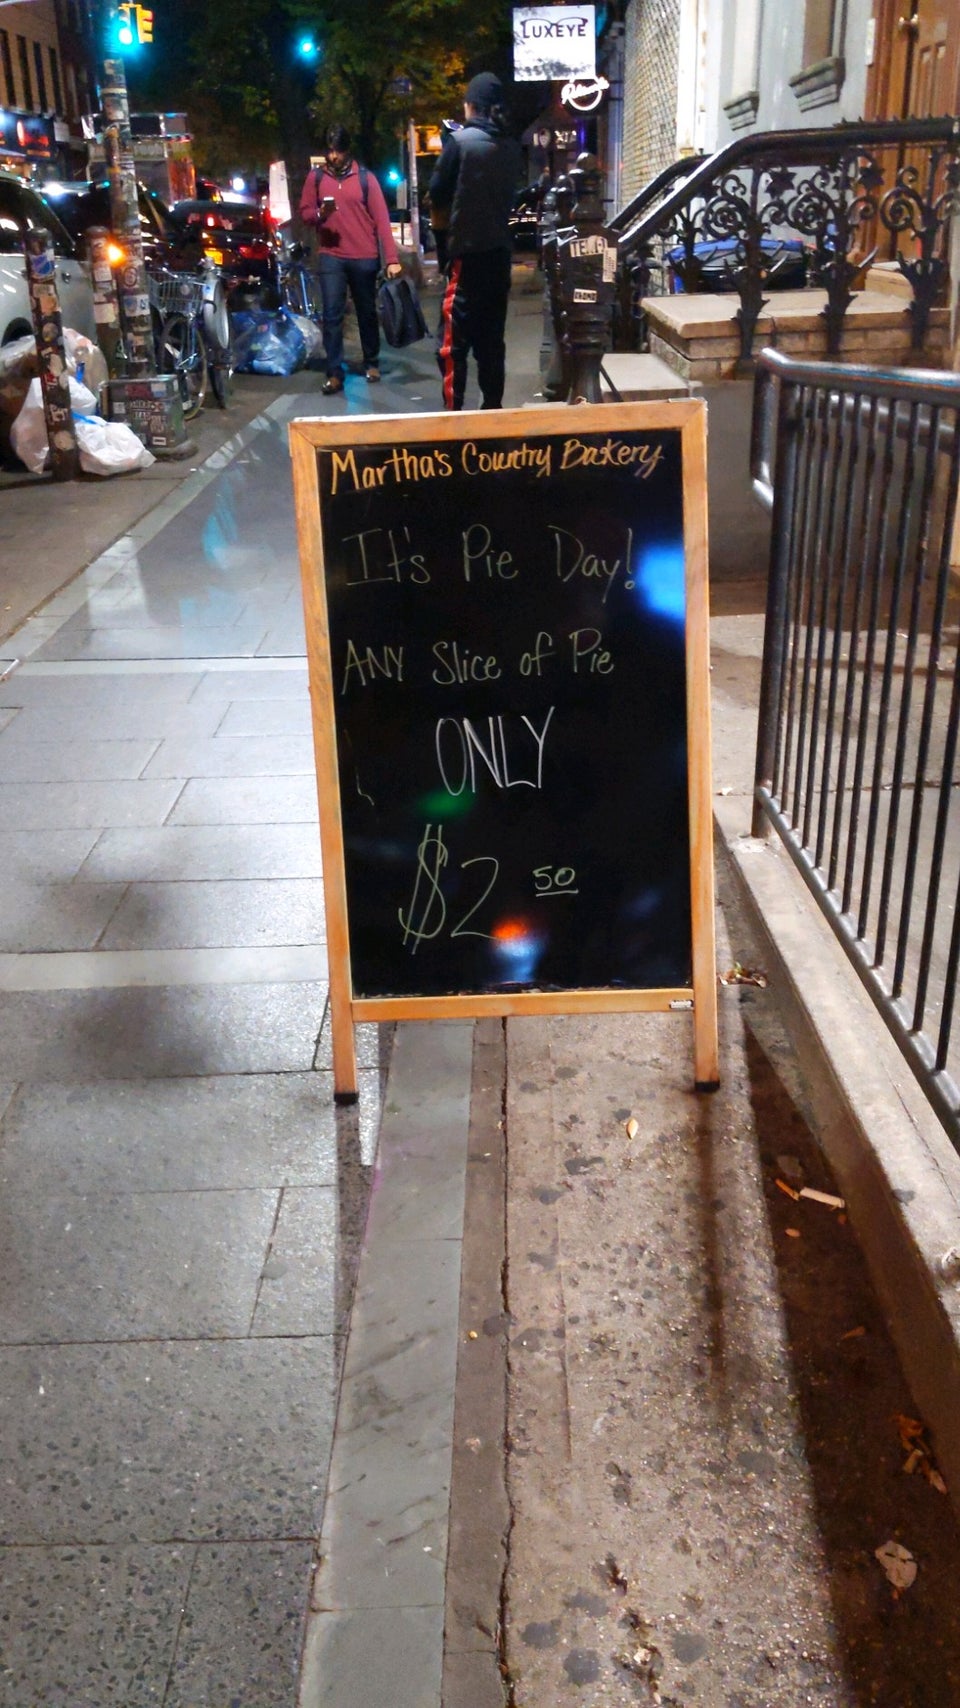 LUXEYE
Martha's Country Bakery
It's Pie Day!
ANY Slice of Pie
ONLY
$2 50